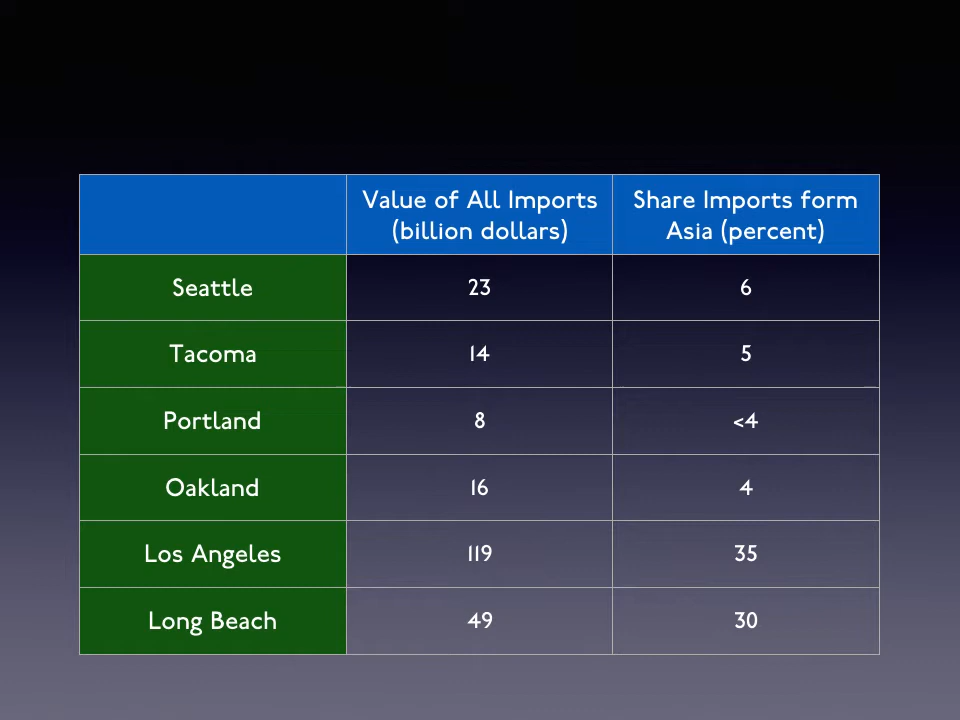 Value of All Imports
(billion dollars)
Share Imports form
Asia (percent)
Seattle 23 6
Tacoma 14 5
Portland 8 <4
Oakland 16 4
Los Angeles 119 35
Long Beach 49 30